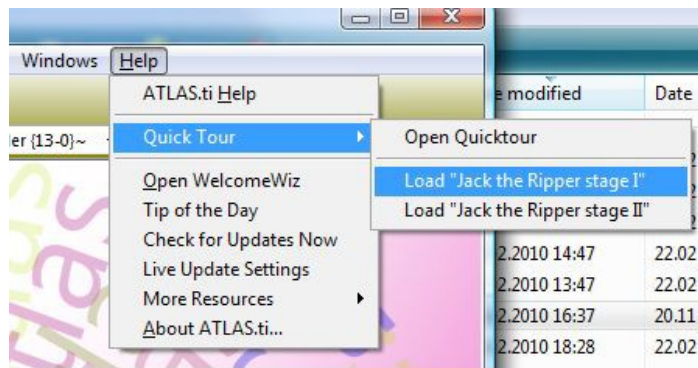 Windows Help
e modified Date
ATLAS.ti Help
er {13-0}~
Quick Tour
Open Quicktour
Load "Jack the Ripper stage I"
Load "Jack the Ripper stage II"
Open WelcomeWiz
Tip of the Day
Check for Updates Now
Live Update Settings
More Resources
About ATLAS.ti...
2.2010 14:47 22.02
2.2010 13:47 22.02
2.2010 16:37 20.11
2.2010 18:28 22.02